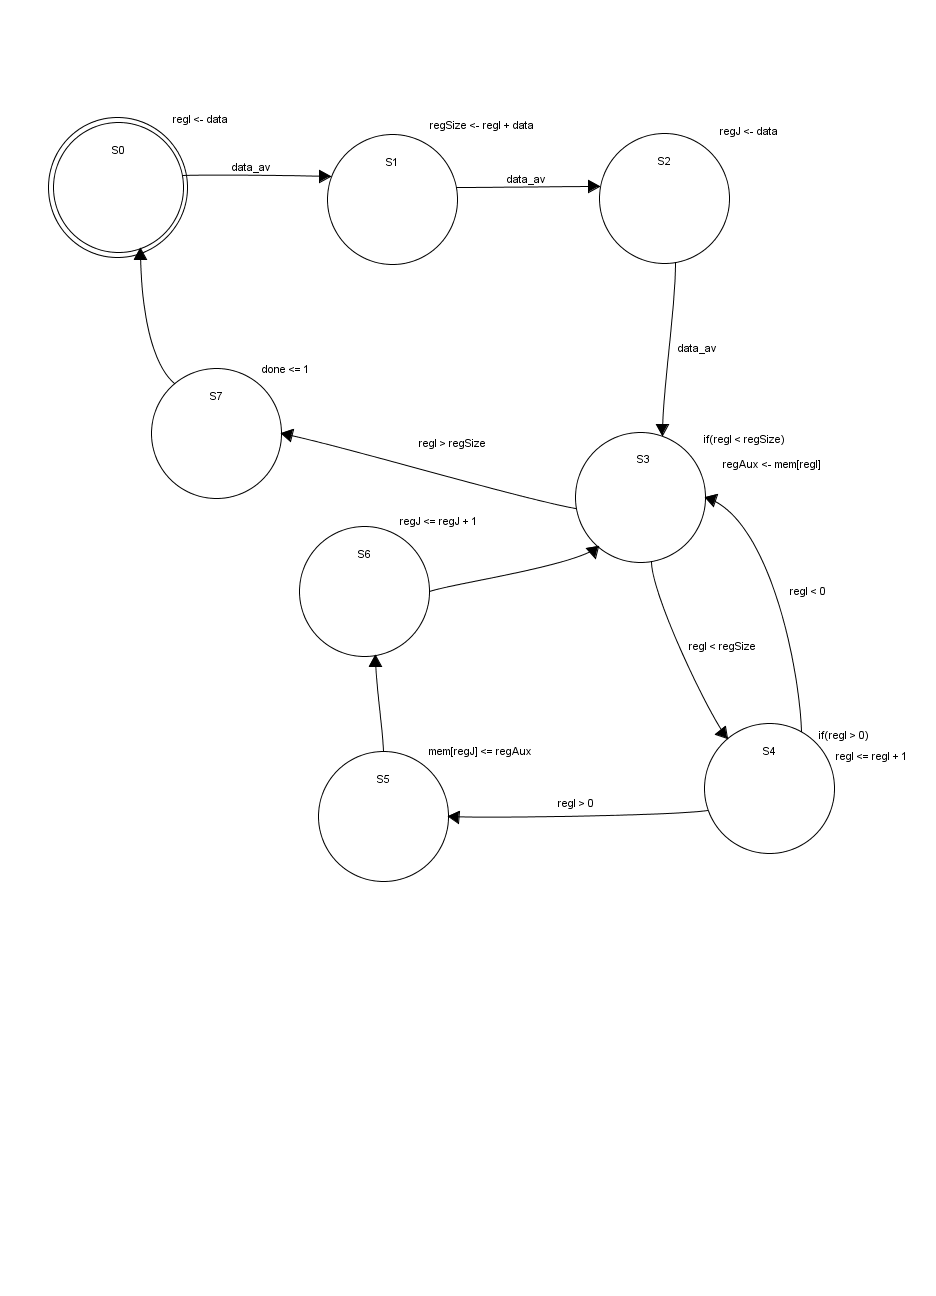 regI <- data
S0
data_av
regSize <- regI + data
S1
data_av
regJ <- data
S2
data_av
done <= 1
S7
regI > regSize
if(regI < regSize)
regAux <- mem[regI]
S3
regJ <= regJ + 1
S6
regI < 0
regI < regSize
if(regI > 0)
regI <= regI + 1
S4
mem[regJ] <= regAux
S5
regI > 0